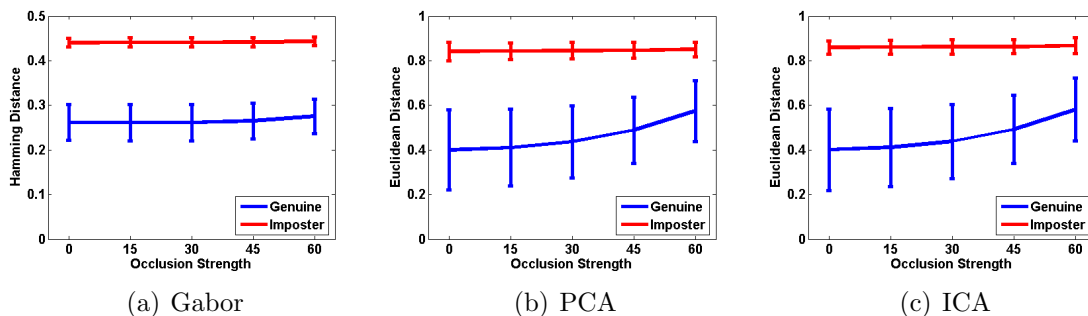 0.5
0.4
0.3
0.2
0.1
0
Hamming Distance
0 15 30 45 60
Occlusion Strength
Genuine
Imposter
(a) Gabor
1
0.8
0.6
0.4
0.2
0
Euclidean Distance
0 15 30 45 60
Occlusion Strength
Genuine
Imposter
(b) PCA
1
0.8
0.6
0.4
0.2
0
Euclidean Distance
0 15 30 45 60
Occlusion Strength
Genuine
Imposter
(c) ICA